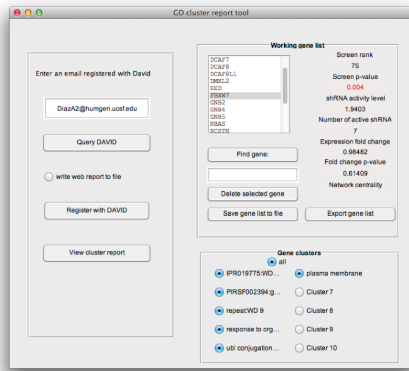 GO cluster report tool
Enter an email registered with David
DiazA2@humgen.ucsf.edu
Query DAVID
write web report to file
Register with DAVID
View cluster report
Working gene list
DCAF7
DCAF8
DCAF8L1
DMXL2
EED
FBXW7
GNB2
GNB4
GNB5
NBAS
NCSTN
Find gene:
Delete selected gene
Save gene list to file
Screen rank
75
Screen p-value
0.004
shRNA activity level
1.9403
Number of active shRNA
7
Expression fold change
0.98482
Fold change p-value
0.61409
Network centrality
Export gene list
Gene clusters
all
IPR019775:WD...
plasma membrane
PIRSF002394:g...
Cluster 7
repeat:WD 9
Cluster 8
response to org...
Cluster 9
ubl conjugation...
Cluster 10